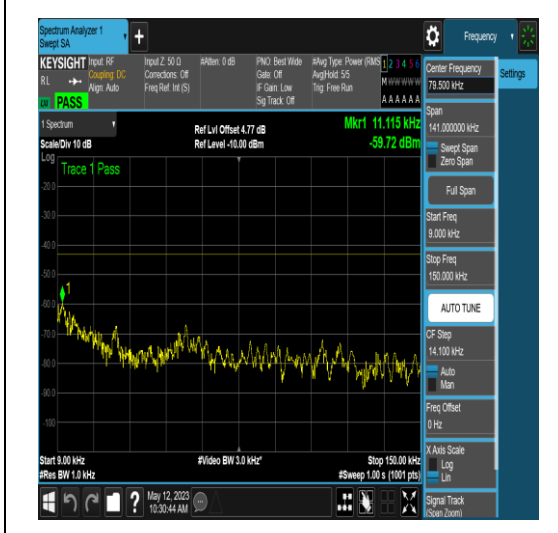 Spectrum Analyzer 1
Swept SA
Frequency
KEYSIGHT
RL
PASS
Input: RF
Coupling: DC
Align: Auto
Input Z: 50 Ω
Corrections: Off
Freq Ref: Int (S)
#Atten: 0 dB
PNO: Best Wide
Gate: Off
IF Gain: Low
Sig Track: Off
#Avg Type: Power (RMS
Avg|Hold: 5/5
Trig: Free Run
1 2 3 4 5 6
M W W W W W
A A A A A A
1 Spectrum
Scale/Div 10 dB
Ref Lvl Offset 4.77 dB
Ref Level -10.00 dBm
Mkr1 11.115 kHz
-59.72 dBm
Log
Trace 1 Pass
-20.0
-30.0
-40.0
-50.0
-60.0
-70.0
-80.0
-90.0
-100
1
Start 9.00 kHz
#Res BW 1.0 kHz
#Video BW 3.0 kHz*
Stop 150.00 kHz
#Sweep 1.00 s (1001 pts)
?
May 12, 2023
10:30:44 AM
Center Frequency
79.500 kHz
Settings
Span
141.000000 kHz
Swept Span
Zero Span
Full Span
Start Freq
9.000 kHz
Stop Freq
150.000 kHz
AUTO TUNE
CF Step
14.100 kHz
Auto
Man
Freq Offset
0 Hz
X Axis Scale
Log
Lin
Signal Track
(Span Zoom)